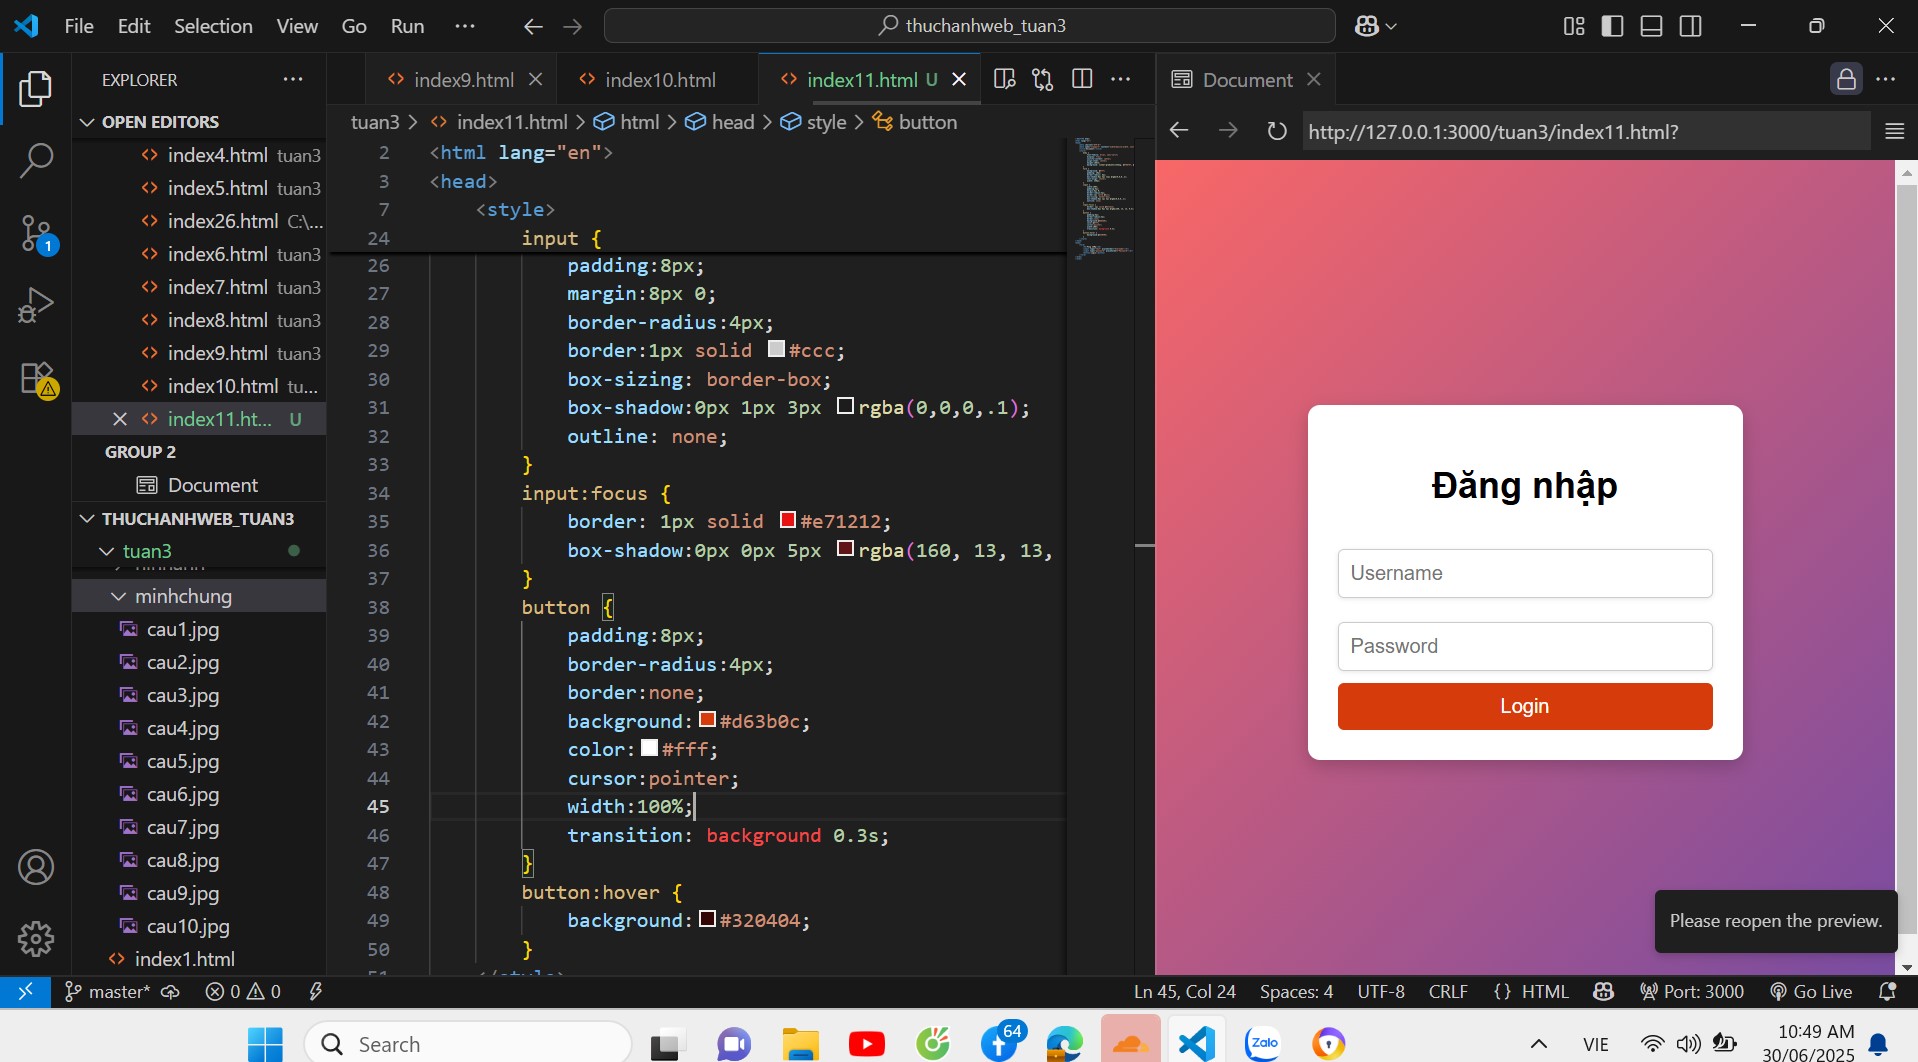 File Edit Selection View Go Run ··· thuchanhweb_tuan3
EXPLORER ···
OPEN EDITORS
index4.html tuan3
index5.html tuan3
index26.html C:\...
index6.html tuan3
index7.html tuan3
index8.html tuan3
index9.html tuan3
index10.html tu...
index11.ht... U
GROUP 2
Document
THUCHANHWEB_TUAN3
tuan3
minhchung
cau1.jpg
cau2.jpg
cau3.jpg
cau4.jpg
cau5.jpg
cau6.jpg
cau7.jpg
cau8.jpg
cau9.jpg
cau10.jpg
index1.html
index9.html index10.html index11.html U
tuan3 > index11.html > html > head > style > button
2 <html lang="en">
3 <head>
7 <style>
24 input {
26 padding:8px;
27 margin:8px 0;
28 border-radius:4px;
29 border:1px solid #ccc;
30 box-sizing: border-box;
31 box-shadow:0px 1px 3px rgba(0,0,0,.1);
32 outline: none;
33 }
34 input:focus {
35 border: 1px solid #e71212;
36 box-shadow:0px 0px 5px rgba(160, 13, 13,
37 }
38 button {
39 padding:8px;
40 border-radius:4px;
41 border:none;
42 background: #d63b0c;
43 color: #fff;
44 cursor:pointer;
45 width:100%;
46 transition: background 0.3s;
47 }
48 button:hover {
49 background: #320404;
50 }
Document
http://127.0.0.1:3000/tuan3/index11.html?
Đăng nhập
Username
Password
Login
Please reopen the preview.
1
master* 0 0 Ln 45, Col 24 Spaces: 4 UTF-8 CRLF {} HTML Port: 3000 Go Live
Search 64 Zalo VIE 10:49 AM
30/06/2025